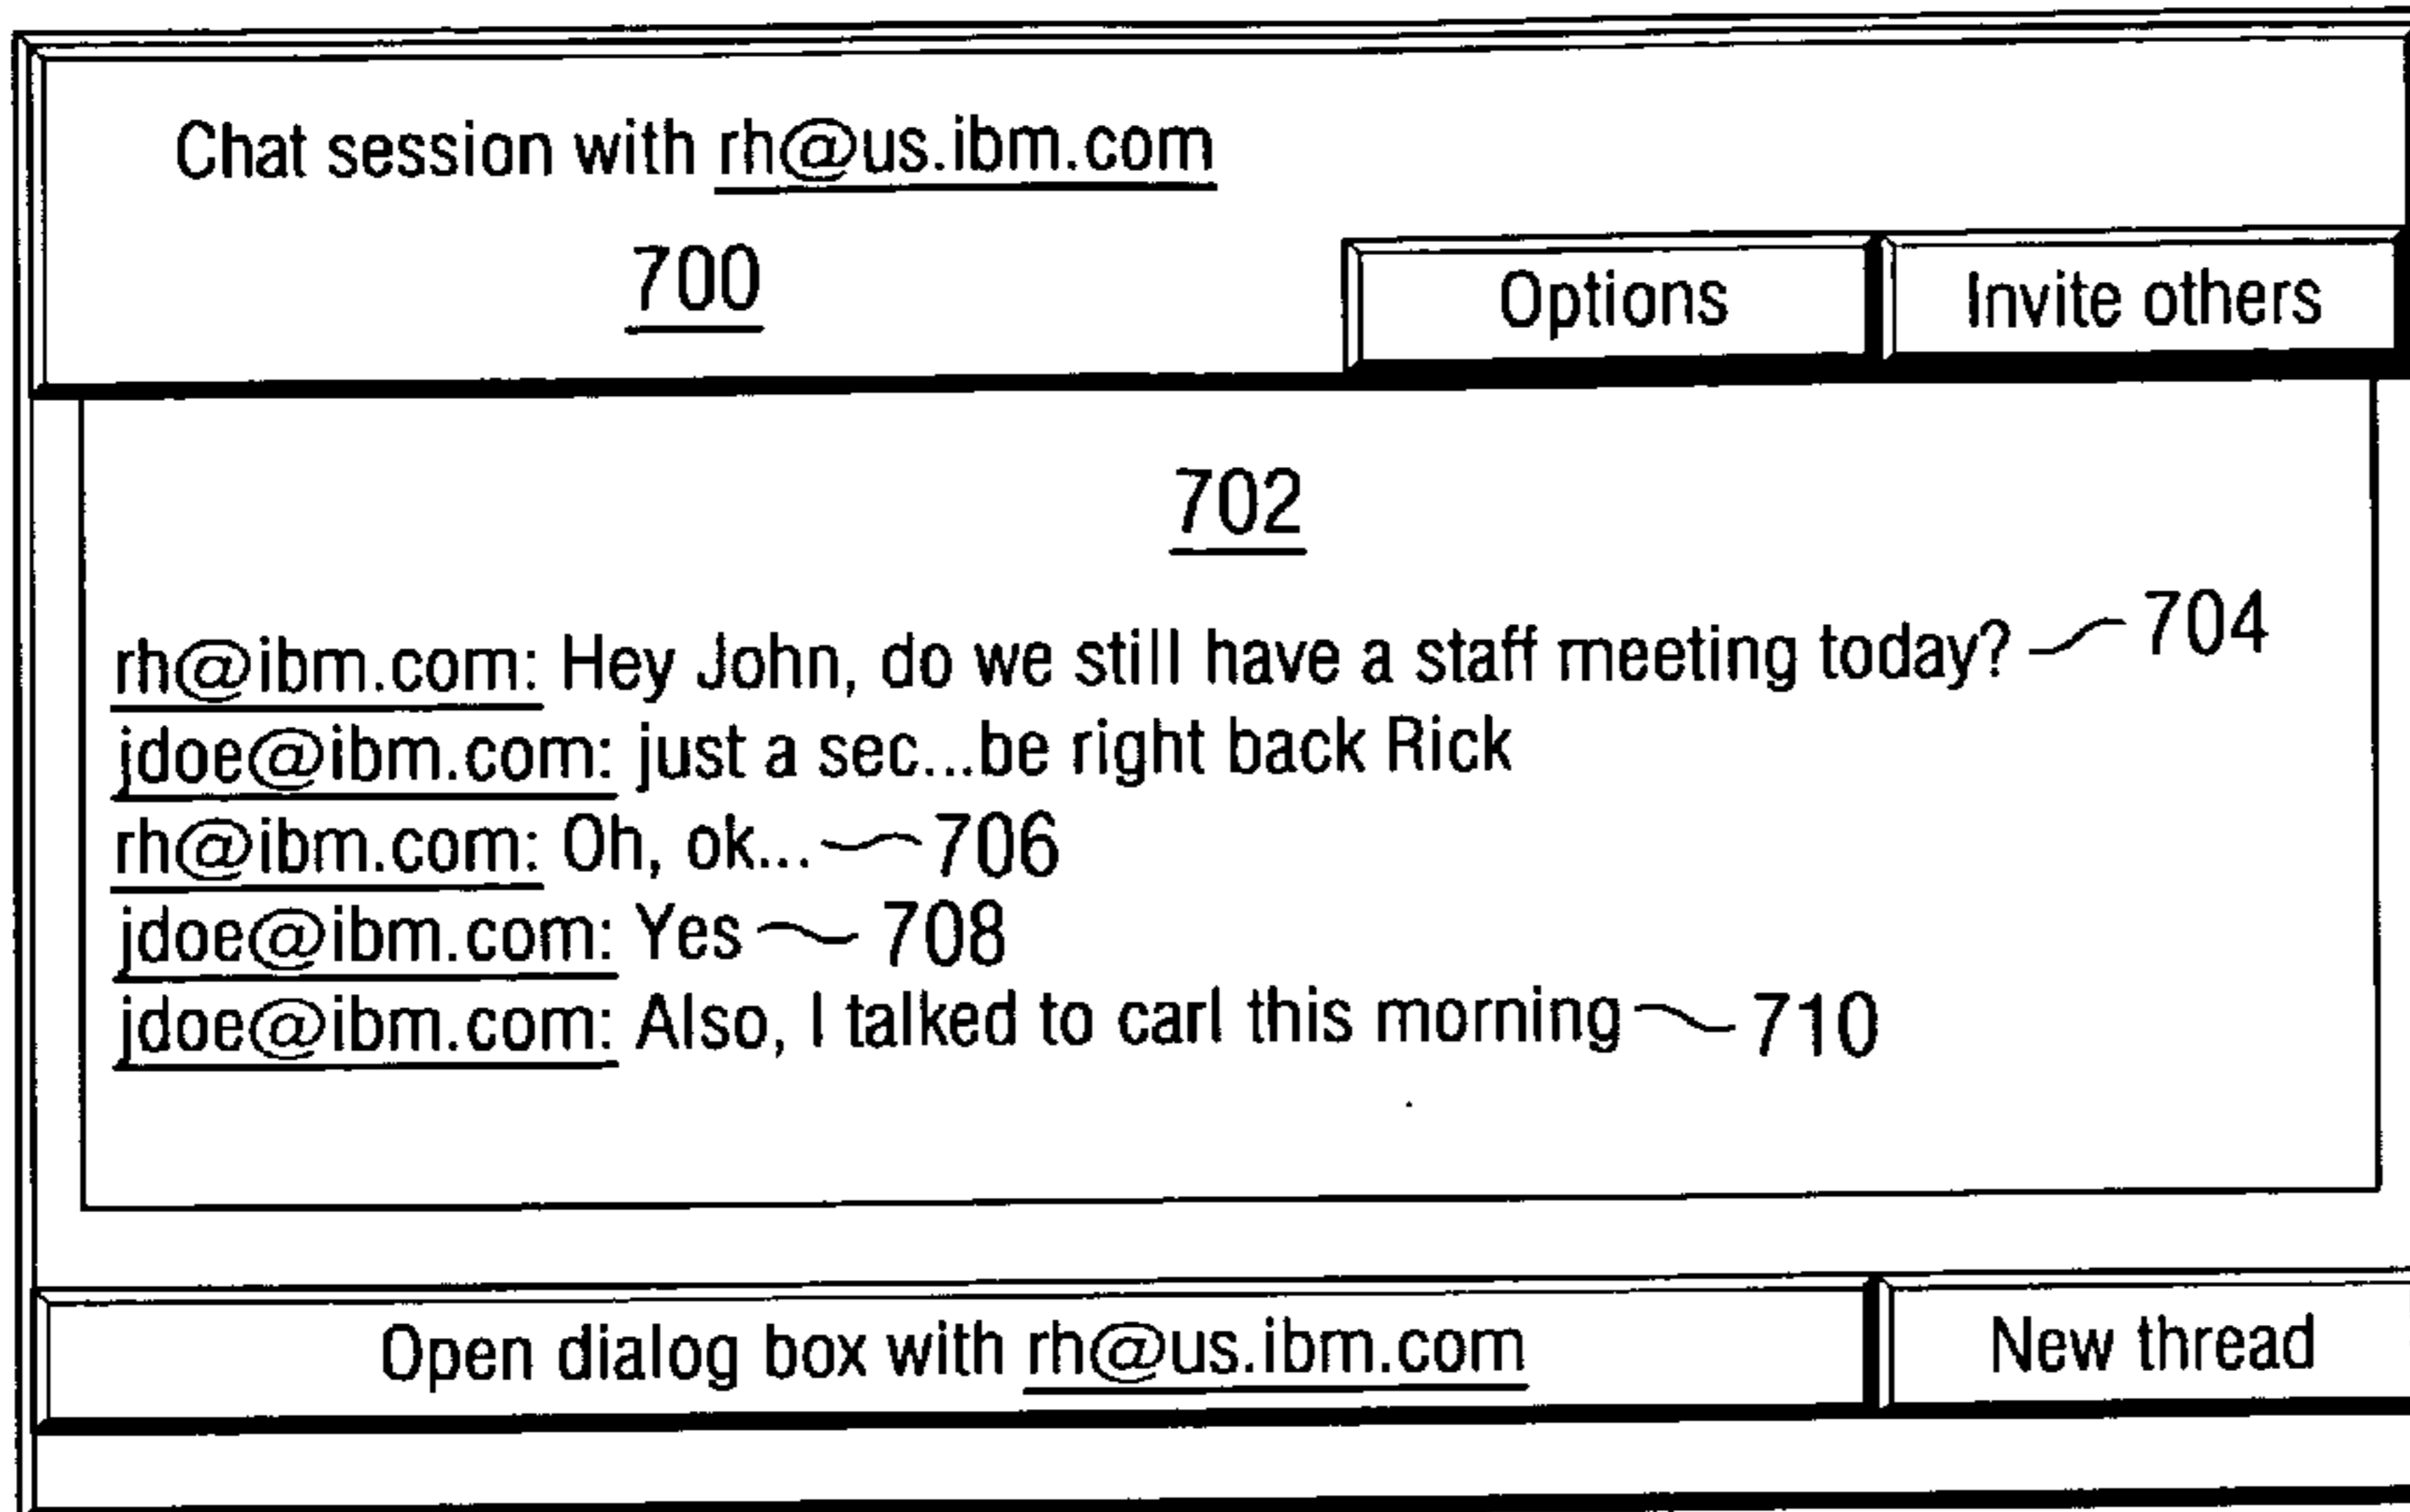 Chat session with rh@us.ibm.com
700
Options
Invite others
702
rh@ibm.com: Hey John, do we still have a staff meeting today? 704
jdoe@ibm.com: just a sec...be right back Rick
rh@ibm.com: Oh, ok... 706
jdoe@ibm.com: Yes 708
jdoe@ibm.com: Also, I talked to carl this morning 710
Open dialog box with rh@us.ibm.com
New thread